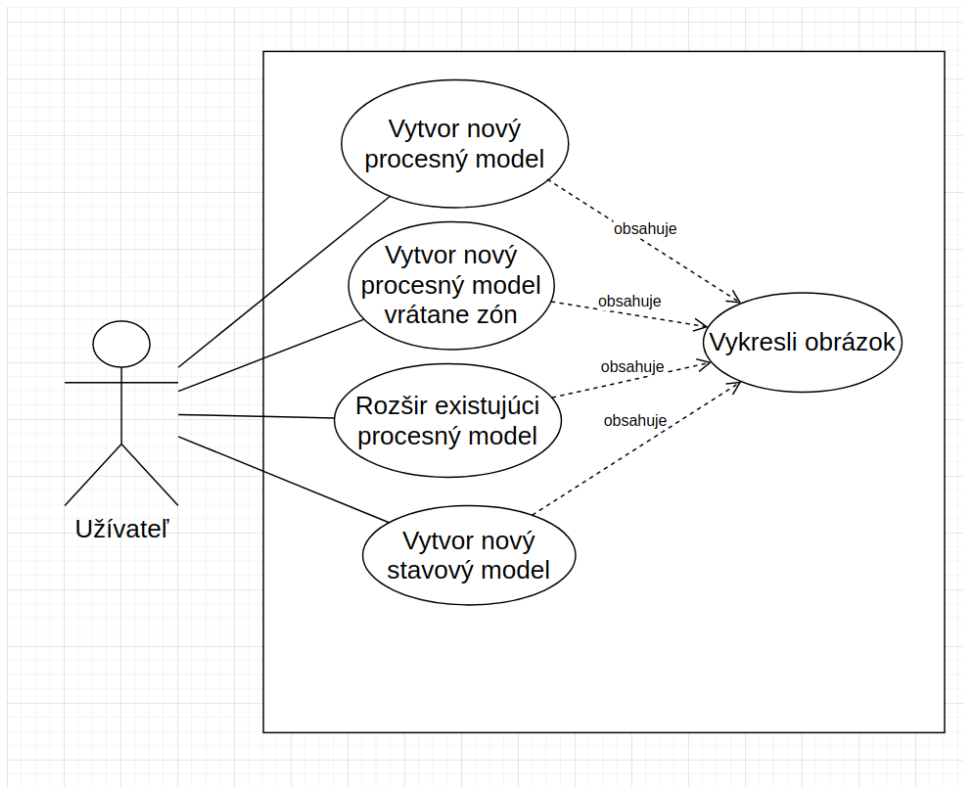 Vytvor nový
procesný model
obsahuje
Vytvor nový
procesný model
vrátane zón
obsahuje
Vykresli obrázok
obsahuje
Rozšir existujúci
procesný model
obsahuje
Užívateľ
Vytvor nový
stavový model